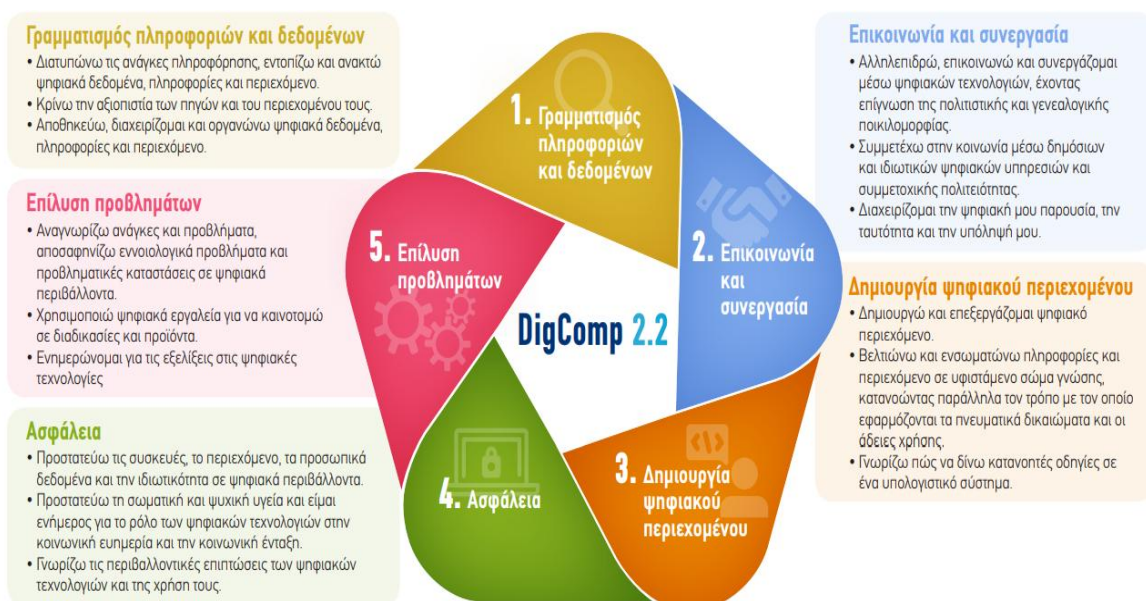 Γραμματισμός πληροφοριών και δεδομένων
• Διατυπώνω τις ανάγκες πληροφόρησης, εντοπίζω και ανακτώ
ψηφιακά δεδομένα, πληροφορίες και περιεχόμενο.
• Κρίνω την αξιοπιστία των πηγών και του περιεχομένου τους.
• Αποθηκεύω, διαχειρίζομαι και οργανώνω ψηφιακά δεδομένα,
πληροφορίες και περιεχόμενο.
Επίλυση προβλημάτων
• Αναγνωρίζω ανάγκες και προβλήματα,
αποσαφηνίζω εννοιολογικά προβλήματα και
προβληματικές καταστάσεις σε ψηφιακά
περιβάλλοντα.
• Χρησιμοποιώ ψηφιακά εργαλεία για να καινοτομώ
σε διαδικασίες και προϊόντα.
• Ενημερώνομαι για τις εξελίξεις στις ψηφιακές
τεχνολογίες
Ασφάλεια
• Προστατεύω τις συσκευές, το περιεχόμενο, τα προσωπικά
δεδομένα και την ιδιωτικότητα σε ψηφιακά περιβάλλοντα.
• Προστατεύω τη σωματική και ψυχική υγεία και είμαι
ενήμερος για το ρόλο των ψηφιακών τεχνολογιών στην
κοινωνική ευημερία και την κοινωνική ένταξη.
• Γνωρίζω τις περιβαλλοντικές επιπτώσεις των ψηφιακών
τεχνολογιών και της χρήση τους.
1. Γραμματισμός
πληροφοριών
και δεδομένων
2. Επικοινωνία
και
συνεργασία
3. Δημιουργία
ψηφιακού
περιεχομένου
4. Ασφάλεια
5. Επίλυση
προβλημάτων
DigComp 2.2
Επικοινωνία και συνεργασία
• Αλληλεπιδρώ, επικοινωνώ και συνεργάζομαι
μέσω ψηφιακών τεχνολογιών, έχοντας
επίγνωση της πολιτιστικής και γενεαλογικής
ποικιλομορφίας.
• Συμμετέχω στην κοινωνία μέσω δημόσιων
και ιδιωτικών ψηφιακών υπηρεσιών και
συμμετοχικής πολιτειότητας.
• Διαχειρίζομαι την ψηφιακή μου παρουσία, την
ταυτότητα και την υπόληψή μου.
Δημιουργία ψηφιακού περιεχομένου
• Δημιουργώ και επεξεργάζομαι ψηφιακό
περιεχόμενο.
• Βελτιώνω και ενσωματώνω πληροφορίες και
περιεχόμενο σε υφιστάμενο σώμα γνώσης,
κατανοώντας παράλληλα τον τρόπο με τον οποίο
εφαρμόζονται τα πνευματικά δικαιώματα και οι
άδειες χρήσης.
• Γνωρίζω πώς να δίνω κατανοητές οδηγίες σε
ένα υπολογιστικό σύστημα.